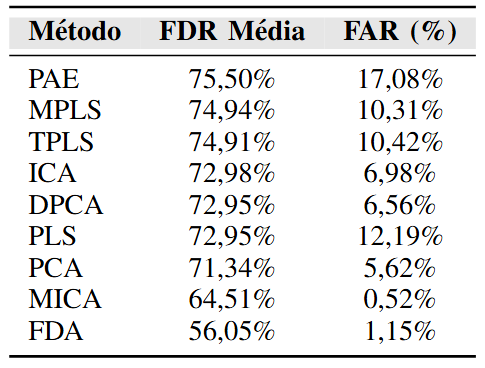 Método FDR Média FAR (%)
PAE 75,50% 17,08%
MPLS 74,94% 10,31%
TPLS 74,91% 10,42%
ICA 72,98% 6,98%
DPCA 72,95% 6,56%
PLS 72,95% 12,19%
PCA 71,34% 5,62%
MICA 64,51% 0,52%
FDA 56,05% 1,15%